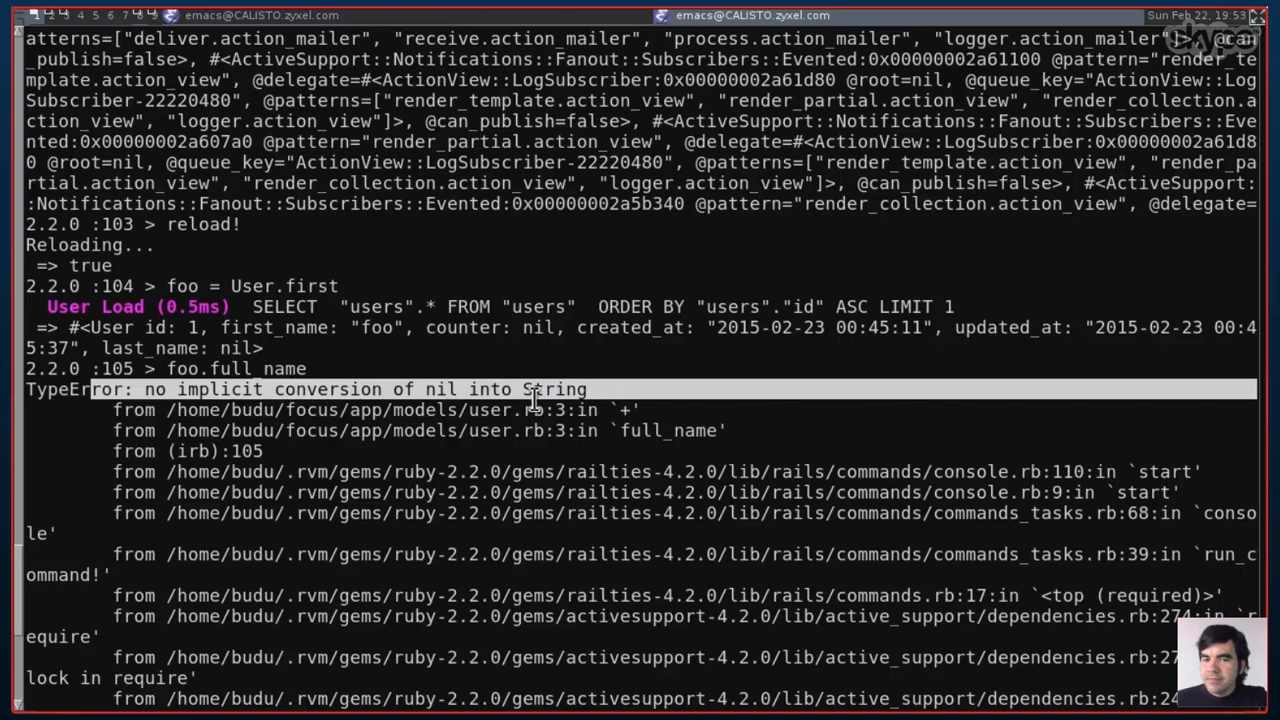 1 2 3 4 5 6 7 8 9 emacs@CALISTO.zyxel.com emacs@CALISTO.zyxel.com Sun Feb 22, 19:53
skype
atterns=["deliver.action_mailer", "receive.action_mailer", "process.action_mailer", "logger.action_mailer"]>, @can
_publish=false>, #<ActiveSupport::Notifications::Fanout::Subscribers::Evented:0x00000002a61100 @pattern="render_te
mplate.action_view", @delegate=#<ActionView::LogSubscriber:0x00000002a61d80 @root=nil, @queue_key="ActionView::Log
Subscriber-22220480", @patterns=["render_template.action_view", "render_partial.action_view", "render_collection.a
ction_view", "logger.action_view"]>, @can_publish=false>, #<ActiveSupport::Notifications::Fanout::Subscribers::Eve
nted:0x00000002a607a0 @pattern="render_partial.action_view", @delegate=#<ActionView::LogSubscriber:0x00000002a61d8
0 @root=nil, @queue_key="ActionView::LogSubscriber-22220480", @patterns=["render_template.action_view", "render_pa
rtial.action_view", "render_collection.action_view", "logger.action_view"]>, @can_publish=false>, #<ActiveSupport:
:Notifications::Fanout::Subscribers::Evented:0x00000002a5b340 @pattern="render_collection.action_view", @delegate=
2.2.0 :103 > reload!
Reloading...
=> true
2.2.0 :104 > foo = User.first
User Load (0.5ms)  SELECT  "users".* FROM "users"  ORDER BY "users"."id" ASC LIMIT 1
=> #<User id: 1, first_name: "foo", counter: nil, created_at: "2015-02-23 00:45:11", updated_at: "2015-02-23 00:4
5:37", last_name: nil>
2.2.0 :105 > foo.full_name
TypeError: no implicit conversion of nil into String
from /home/budu/focus/app/models/user.rb:3:in `+'
from /home/budu/focus/app/models/user.rb:3:in `full_name'
from (irb):105
from /home/budu/.rvm/gems/ruby-2.2.0/gems/railties-4.2.0/lib/rails/commands/console.rb:110:in `start'
from /home/budu/.rvm/gems/ruby-2.2.0/gems/railties-4.2.0/lib/rails/commands/console.rb:9:in `start'
from /home/budu/.rvm/gems/ruby-2.2.0/gems/railties-4.2.0/lib/rails/commands/commands_tasks.rb:68:in `conso
le'
from /home/budu/.rvm/gems/ruby-2.2.0/gems/railties-4.2.0/lib/rails/commands/commands_tasks.rb:39:in `run_c
ommand!'
from /home/budu/.rvm/gems/ruby-2.2.0/gems/railties-4.2.0/lib/rails/commands.rb:17:in `<top (required)>'
from /home/budu/.rvm/gems/ruby-2.2.0/gems/activesupport-4.2.0/lib/active_support/dependencies.rb:274:in `r
equire'
from /home/budu/.rvm/gems/ruby-2.2.0/gems/activesupport-4.2.0/lib/active_support/dependencies.rb:27
lock in require'
from /home/budu/.rvm/gems/ruby-2.2.0/gems/activesupport-4.2.0/lib/active_support/dependencies.rb:24